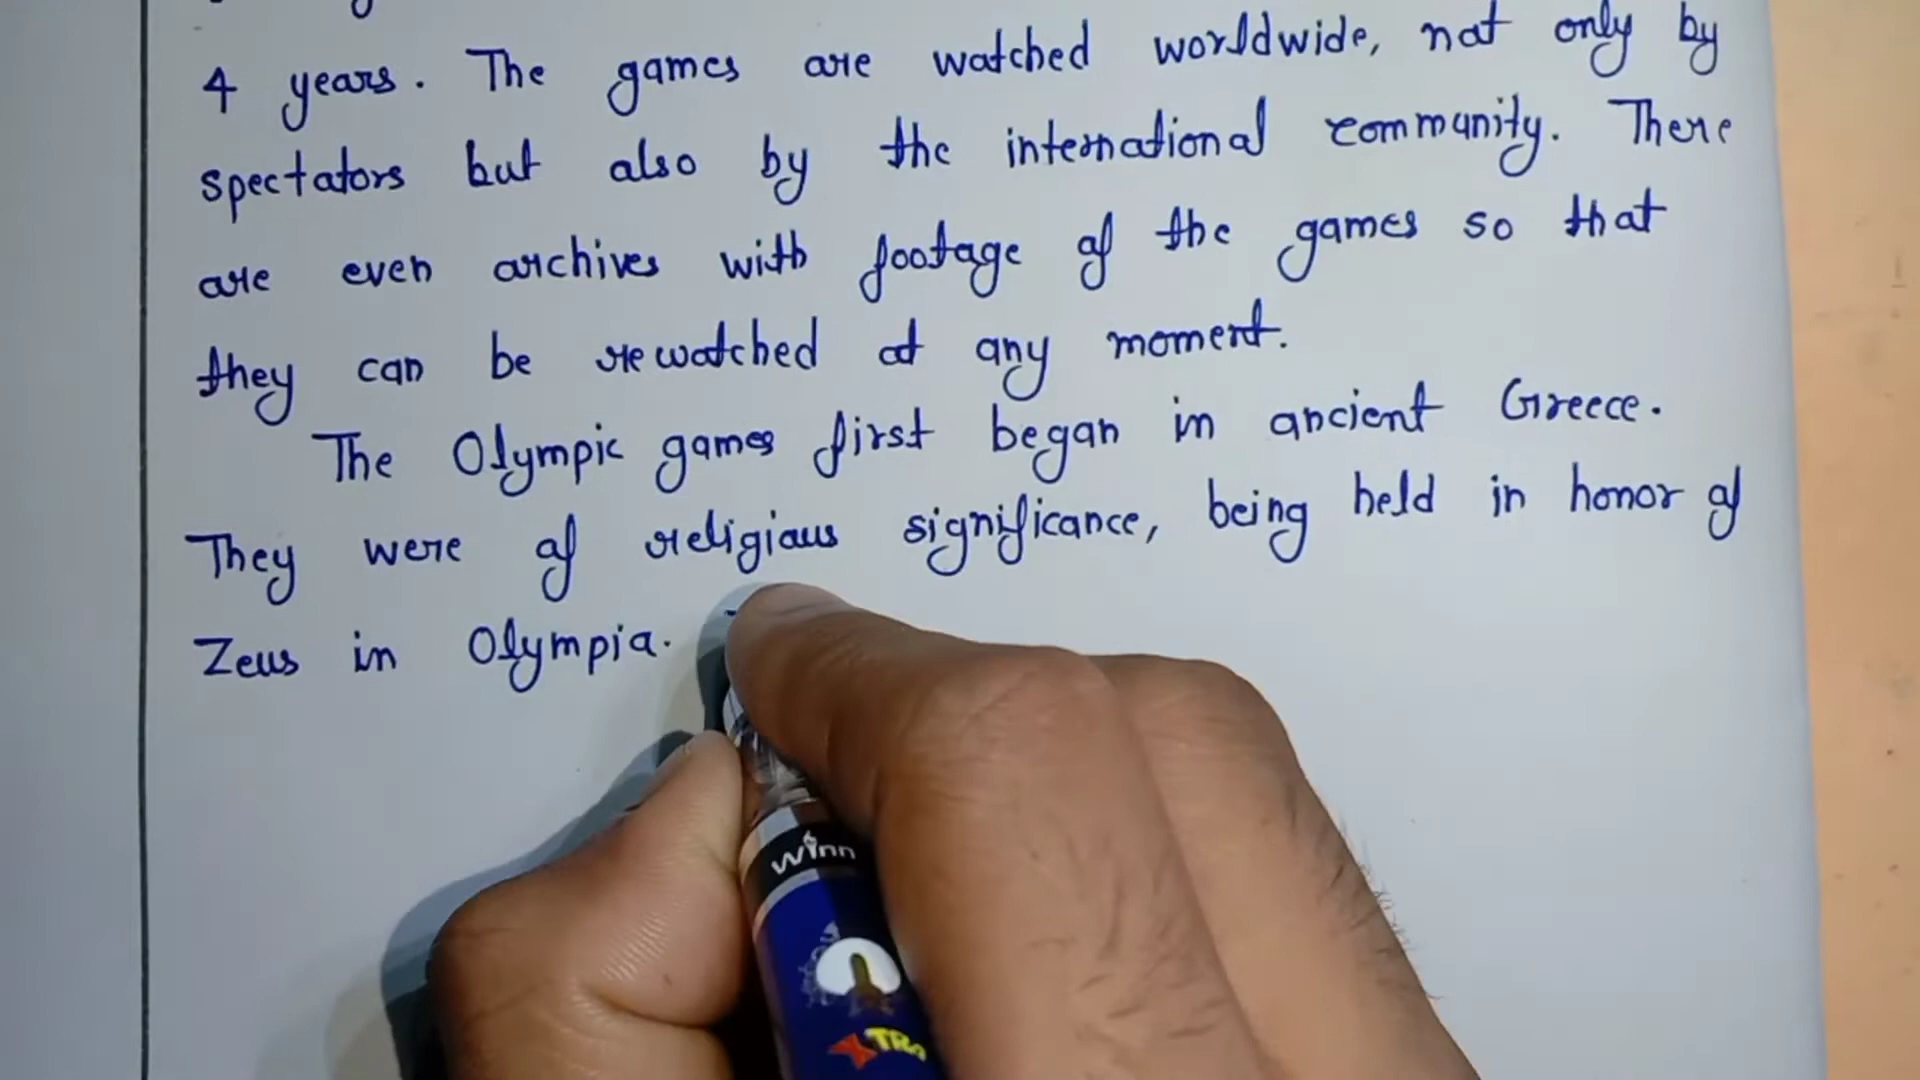 4 years. The games are watched worldwide, not only by
spectators but also by the international community. There
are even archives with footage of the games so that
they can be rewatched at any moment.
The Olympic games first began in ancient Greece.
They were of religious significance, being held in honor of
Zeus in Olympia.
Winn
XTRA